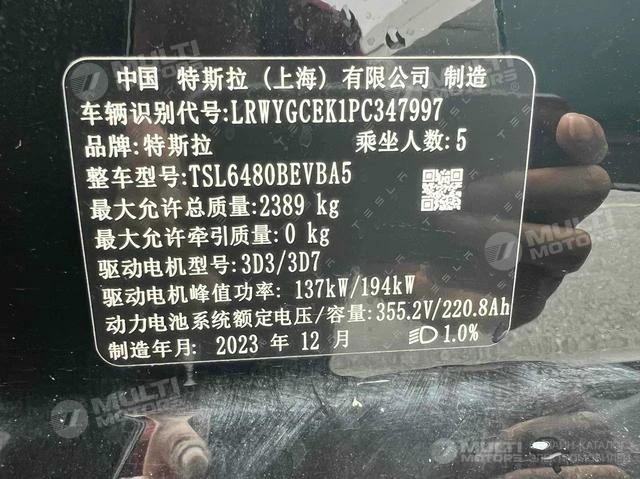 中国 特斯拉（上海）有限公司 制造
车辆识别代号:LRWYGCEK1PC347997
品牌:特斯拉 乘坐人数:5
整车型号:TSL6480BEVBA5
最大允许总质量:2389 kg
最大允许牵引质量:0 kg
驱动电机型号:3D3/3D7
驱动电机峰值功率: 137kW/194kW
动力电池系统额定电压/容量:355.2V/220.8Ah
制造年月: 2023 年 12 月 1.0%
MULTI MOTORS
MULTI MOTORS
MULTI MOTORS
MULTI MOTORS
MULTI MOTORS
ОНЛАЙН-КАТАЛОГ
ЭЛЕКТРОМОБИЛЕЙ